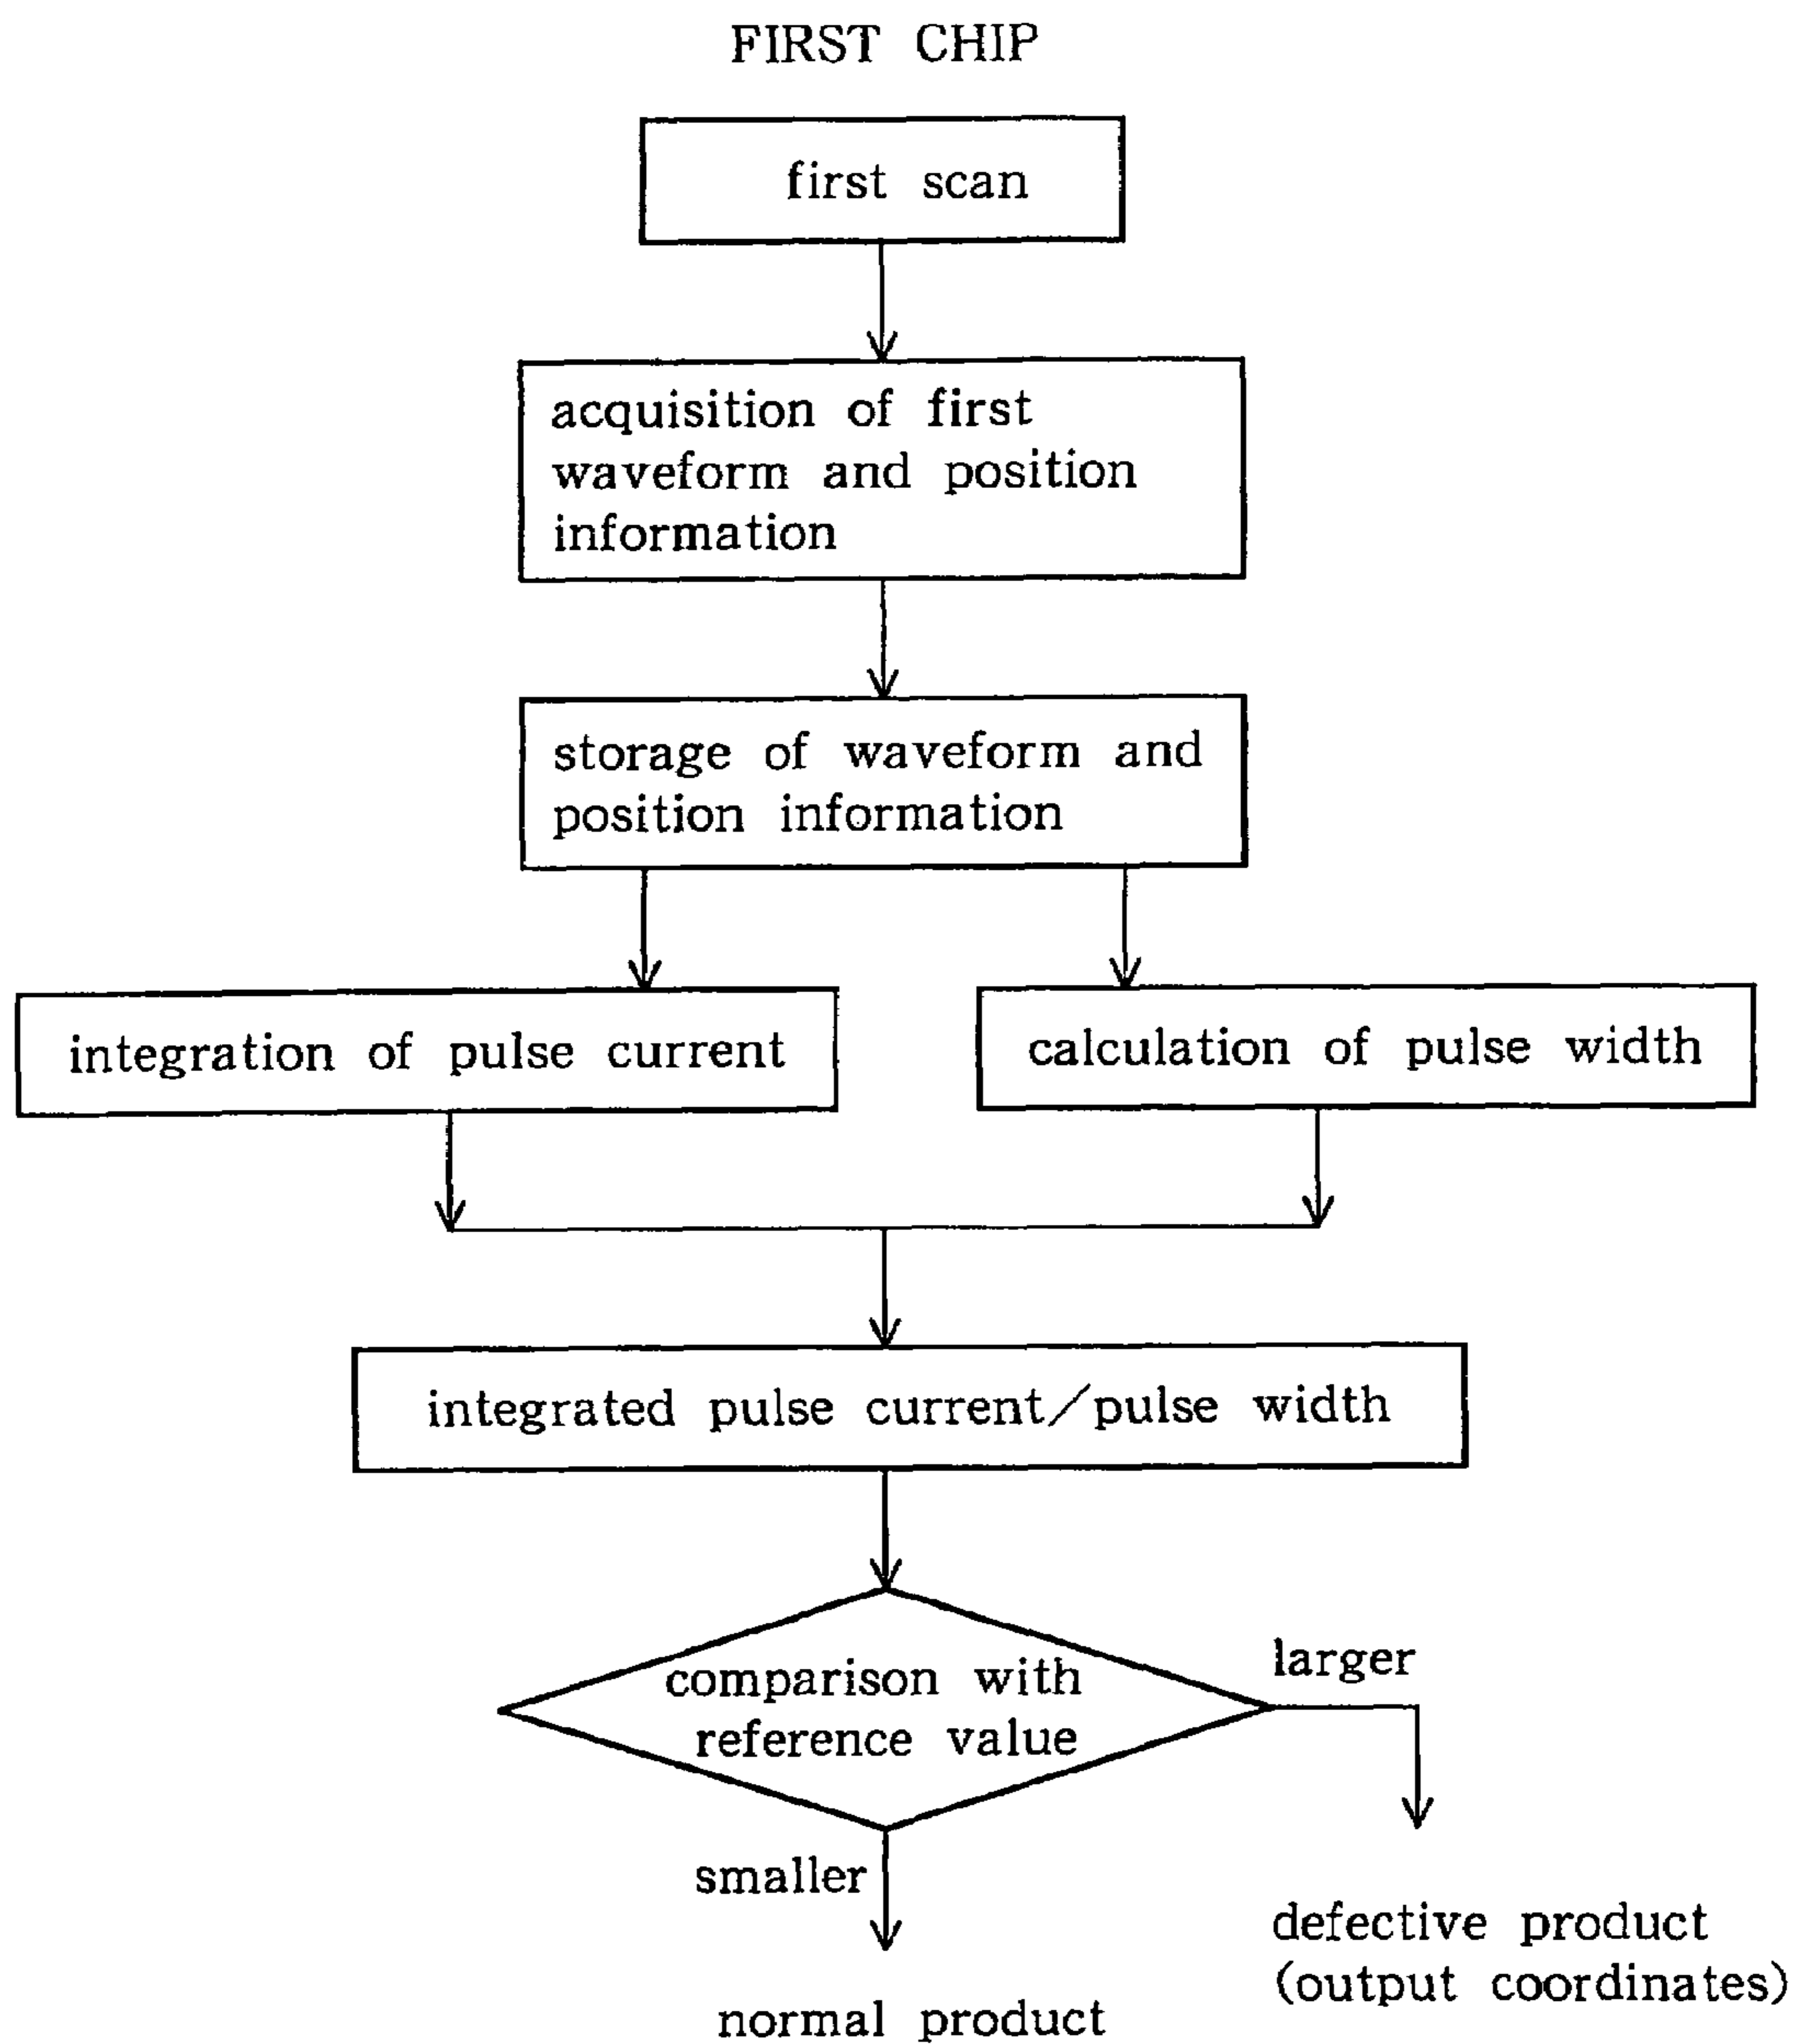 FIRST CHIP
first scan
acquisition of first
waveform and position
information
storage of waveform and
position information
integration of pulse current
calculation of pulse width
integrated pulse current/pulse width
comparison with
reference value
larger
smaller
defective product
(output coordinates)
normal product